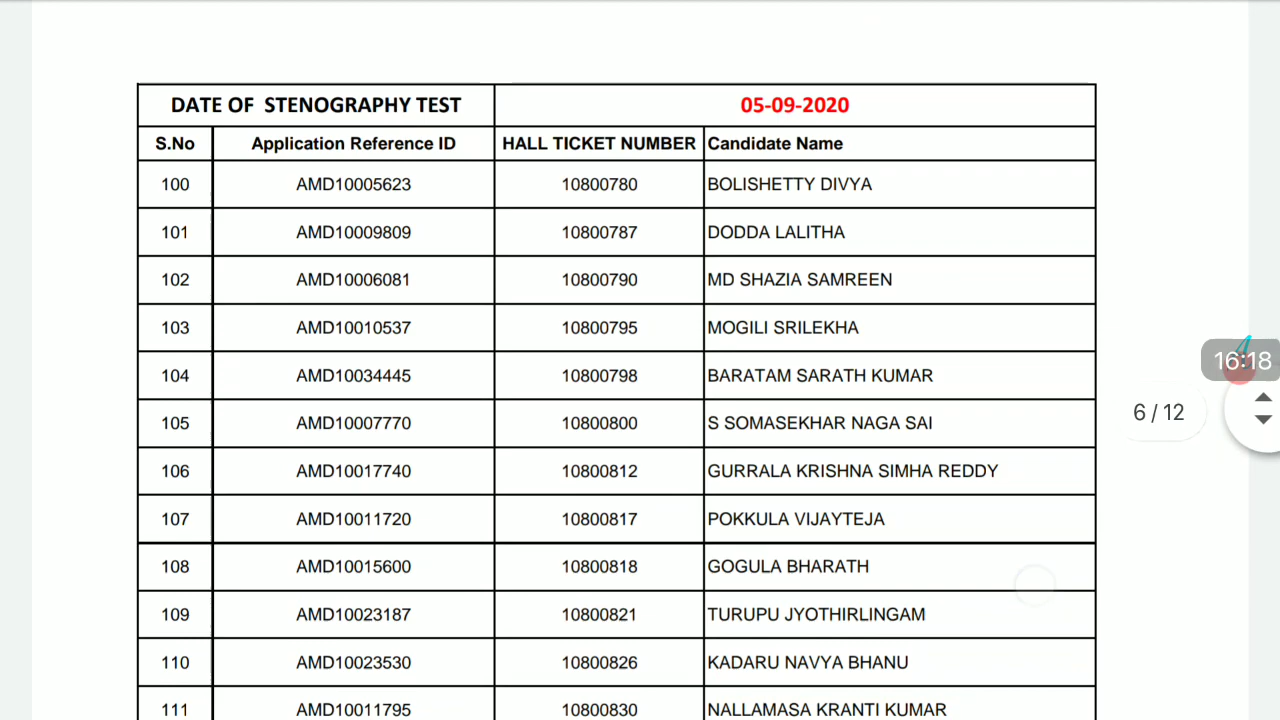 DATE OF STENOGRAPHY TEST 05-09-2020
S.No Application Reference ID HALL TICKET NUMBER Candidate Name
100 AMD10005623 10800780 BOLISHETTY DIVYA
101 AMD10009809 10800787 DODDA LALITHA
102 AMD10006081 10800790 MD SHAZIA SAMREEN
103 AMD10010537 10800795 MOGILI SRILEKHA
104 AMD10034445 10800798 BARATAM SARATH KUMAR
16:18
105 AMD10007770 10800800 S SOMASEKHAR NAGA SAI
6 / 12
106 AMD10017740 10800812 GURRALA KRISHNA SIMHA REDDY
107 AMD10011720 10800817 POKKULA VIJAYTEJA
108 AMD10015600 10800818 GOGULA BHARATH
109 AMD10023187 10800821 TURUPU JYOTHIRLINGAM
110 AMD10023530 10800826 KADARU NAVYA BHANU
111 AMD10011795 10800830 NALLAMASA KRANTI KUMAR